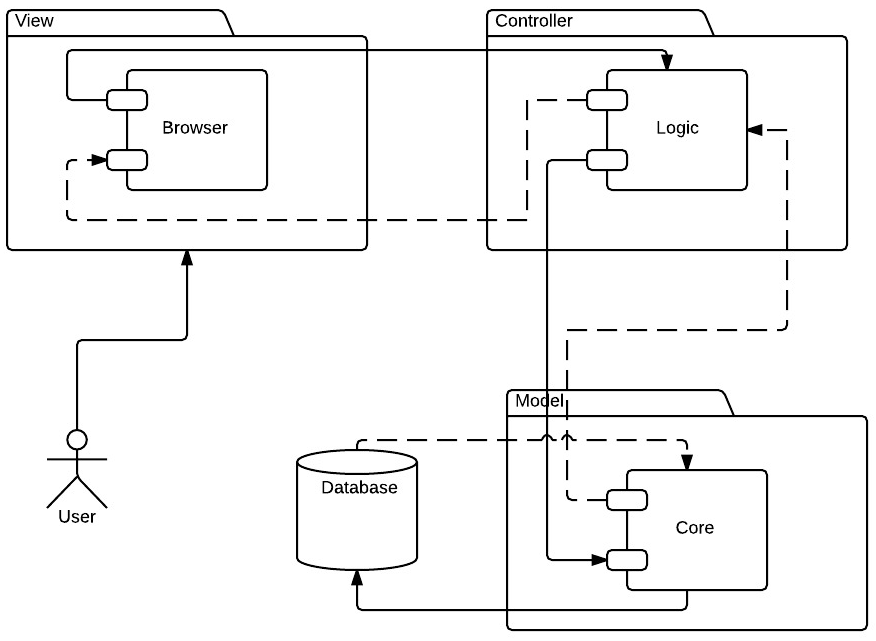 View
Controller
Browser
Logic
Model
Database
User
Core